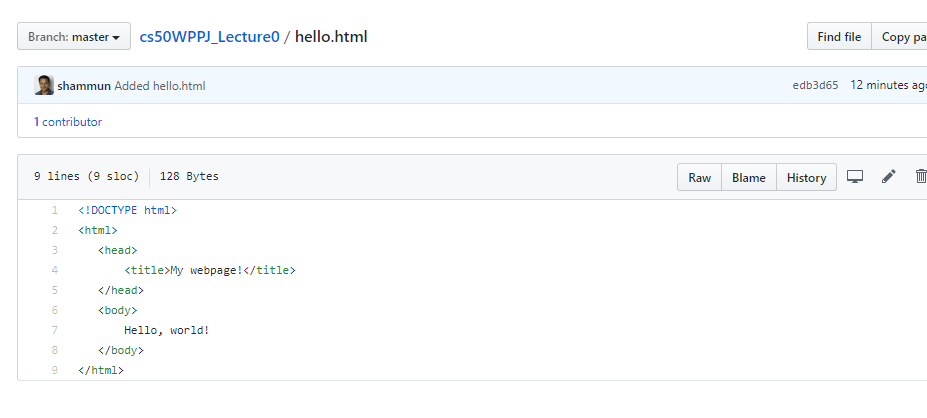 Branch: master cs50WPPJ_Lecture0 / hello.html Find file Copy pa
shammun Added hello.html edb3d65 12 minutes ago
1 contributor
9 lines (9 sloc) 128 Bytes Raw Blame History
1 <!DOCTYPE html>
2 <html>
3 <head>
4 <title>My webpage!</title>
5 </head>
6 <body>
7 Hello, world!
8 </body>
9 </html>